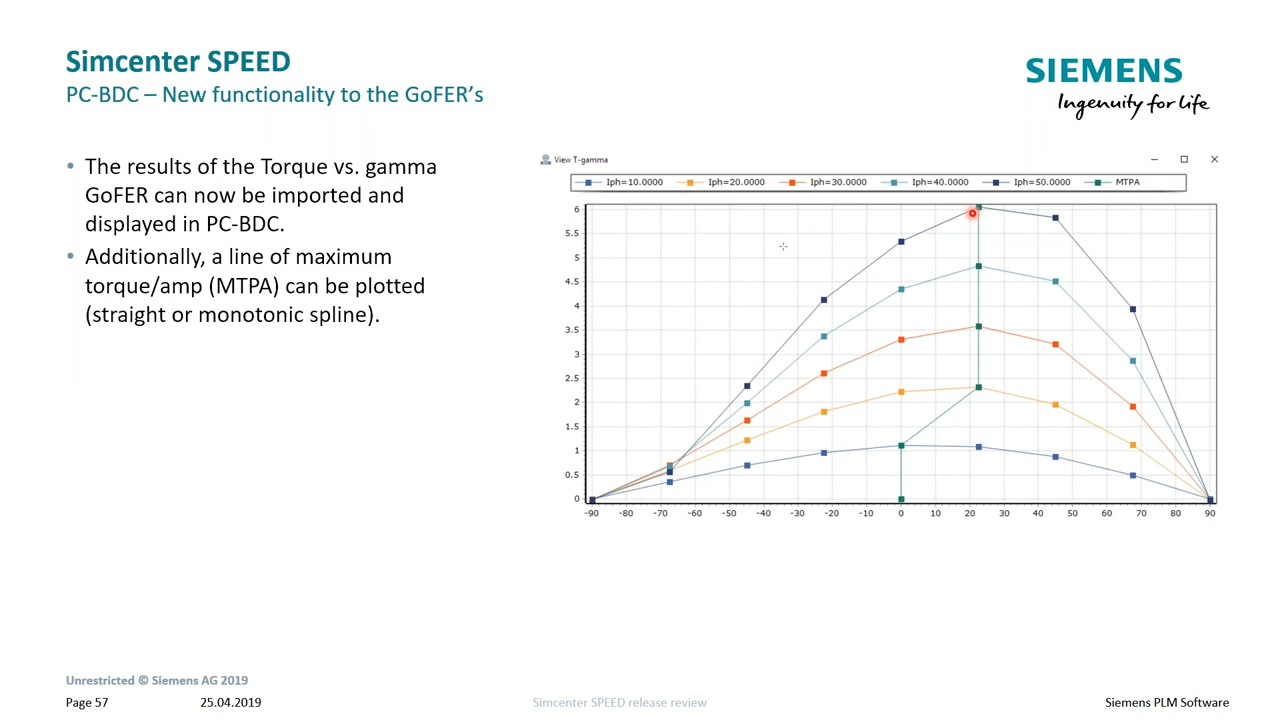 Simcenter SPEED
PC-BDC – New functionality to the GoFER's
SIEMENS
Ingenuity for life
• The results of the Torque vs. gamma
GoFER can now be imported and
displayed in PC-BDC.
• Additionally, a line of maximum
torque/amp (MTPA) can be plotted
(straight or monotonic spline).
View T-gamma
Iph=10.0000 Iph=20.0000 Iph=30.0000 Iph=40.0000 Iph=50.0000 MTPA
6
5.5
5
4.5
4
3.5
3
2.5
2
1.5
1
0.5
0
-90 -80 -70 -60 -50 -40 -30 -20 -10 0 10 20 30 40 50 60 70 80 90
Unrestricted © Siemens AG 2019
Page 57 25.04.2019 Simcenter SPEED release review Siemens PLM Software